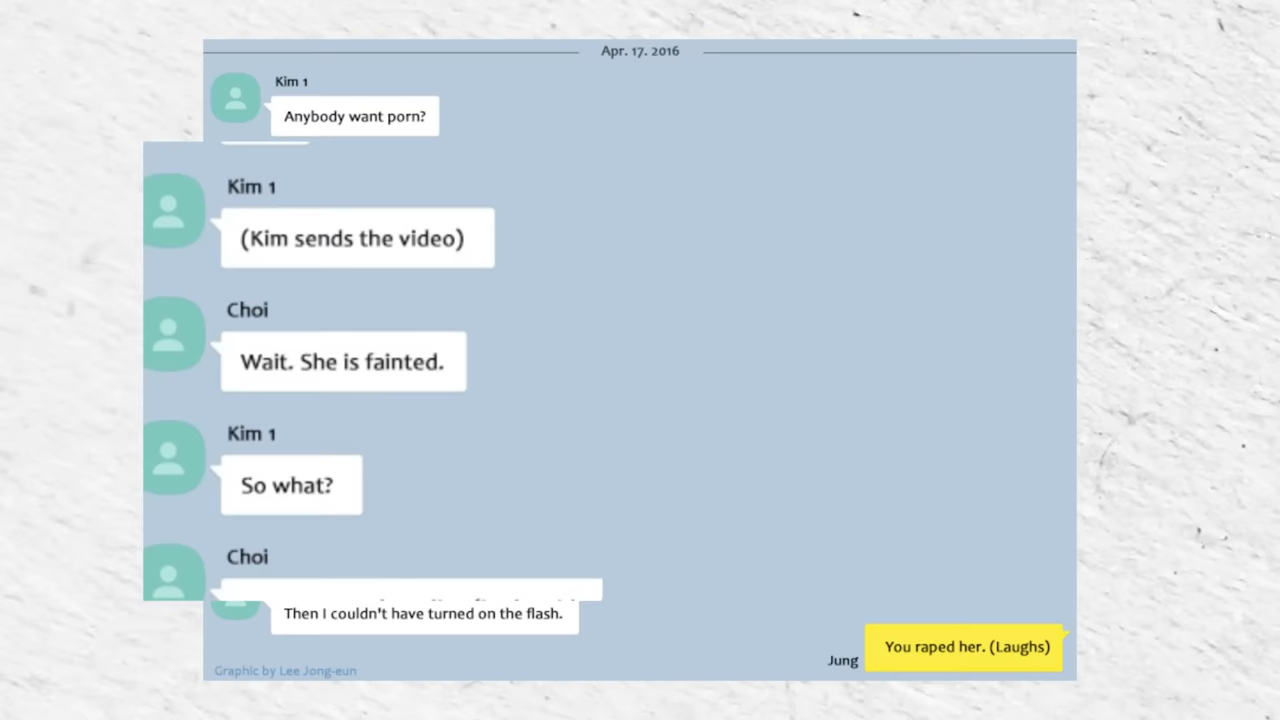 Apr. 17. 2016
Kim 1
Anybody want porn?
Kim 1
(Kim sends the video)
Choi
Wait. She is fainted.
Kim 1
So what?
Choi
Then I couldn't have turned on the flash.
You raped her. (Laughs)
Jung
Graphic by Lee Jong-eun